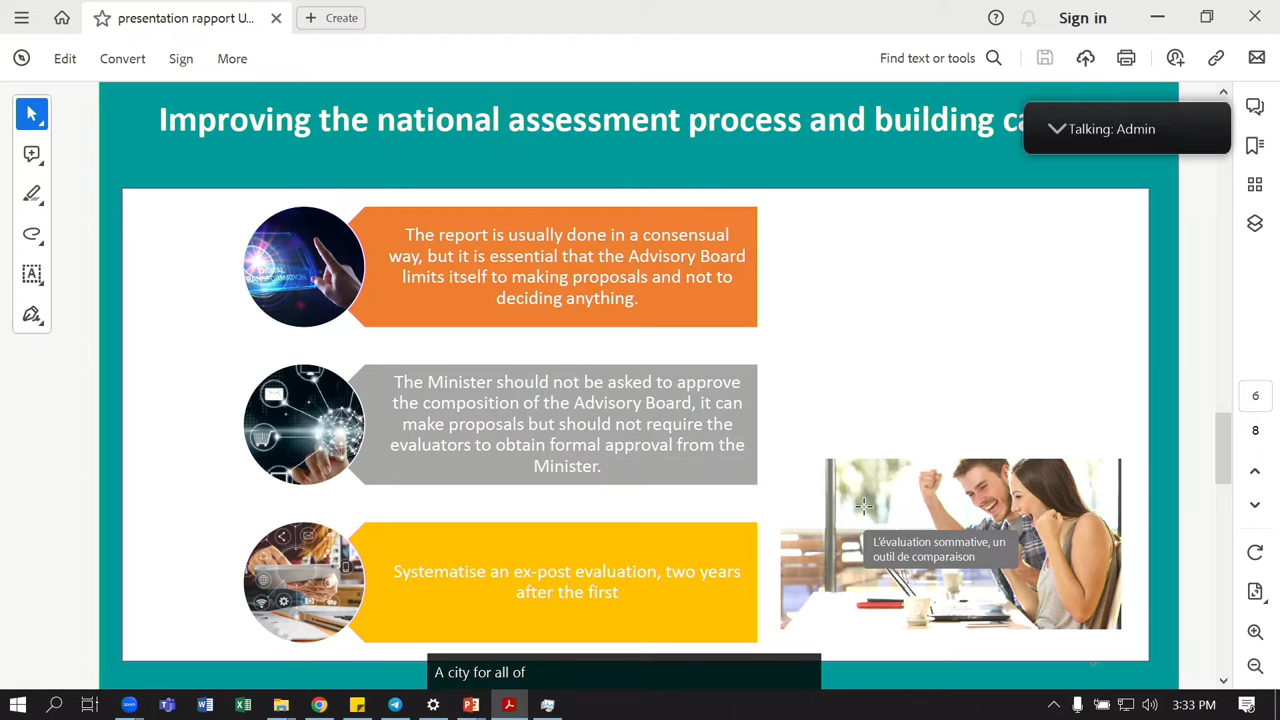 presentation rapport U...
Create
Sign in
Edit
Convert
Sign
More
Find text or tools
Improving the national assessment process and building ca
Talking: Admin
DIGITAL
TRANSFORMATION
The report is usually done in a consensual
way, but it is essential that the Advisory Board
limits itself to making proposals and not to
deciding anything.
The Minister should not be asked to approve
the composition of the Advisory Board, it can
make proposals but should not require the
evaluators to obtain formal approval from the
Minister.
Systematise an ex-post evaluation, two years
after the first
L'évaluation sommative, un
outil de comparaison
6
8
A city for all of
zoom
3:33 PM